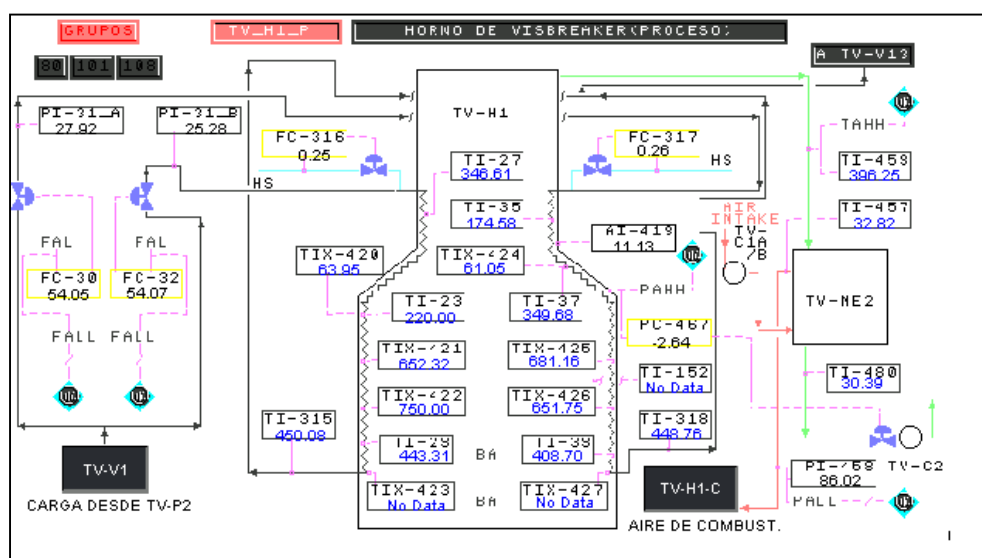 GRUPOS
TV_H1_P
HORNO DE VISBREAKER(PROCESO)
80 101 108
A TV-V13
PI-31_A
27.92
PI-31_B
25.28
TV-H1
FC-316
0.25
FC-317
0.26
TAHH
HS
HS
TI-27
346.61
TI-459
396.25
TI-35
174.58
AIR
INTAKE
TV-
C1A
/B
TI-457
32.82
AI-419
11.13
FAL
FAL
TIX-420
63.95
TIX-424
61.05
FC-30
54.05
FC-32
54.07
PAHH
TV-NE2
TI-23
220.00
TI-37
349.68
PC-467
-2.64
FALL
FALL
TIX-421
652.32
TIX-425
681.16
TI-152
No Data
TI-480
30.39
TIX-422
750.00
TIX-426
651.75
TI-315
450.08
TI-318
448.76
TI-29
443.31
BA
TI-39
408.70
TV-V1
TV-C2
TIX-423
No Data
BA
TIX-427
No Data
TV-H1-C
PI-458
86.02
CARGA DESDE TV-P2
PALL
AIRE DE COMBUST.